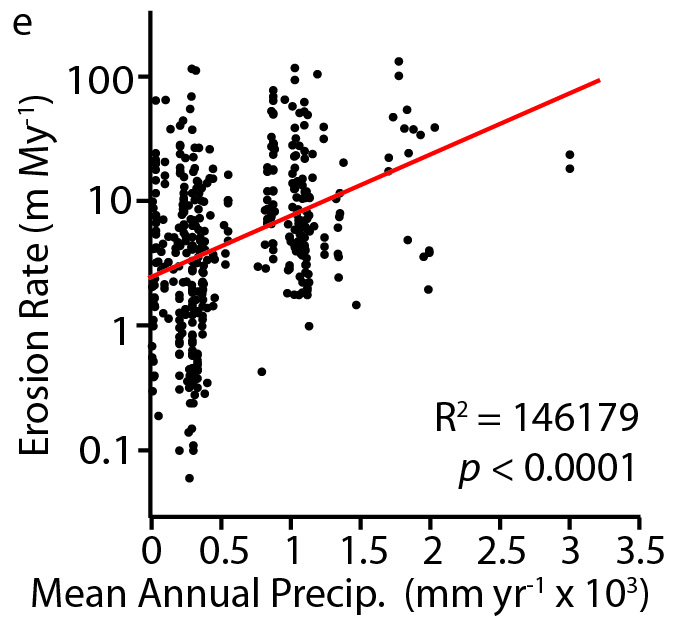 e
Erosion Rate (m My⁻¹)
100
10
1
0.1
R² = 146179
p < 0.0001
0 0.5 1 1.5 2 2.5 3 3.5
Mean Annual Precip. (mm yr⁻¹ x 10³)